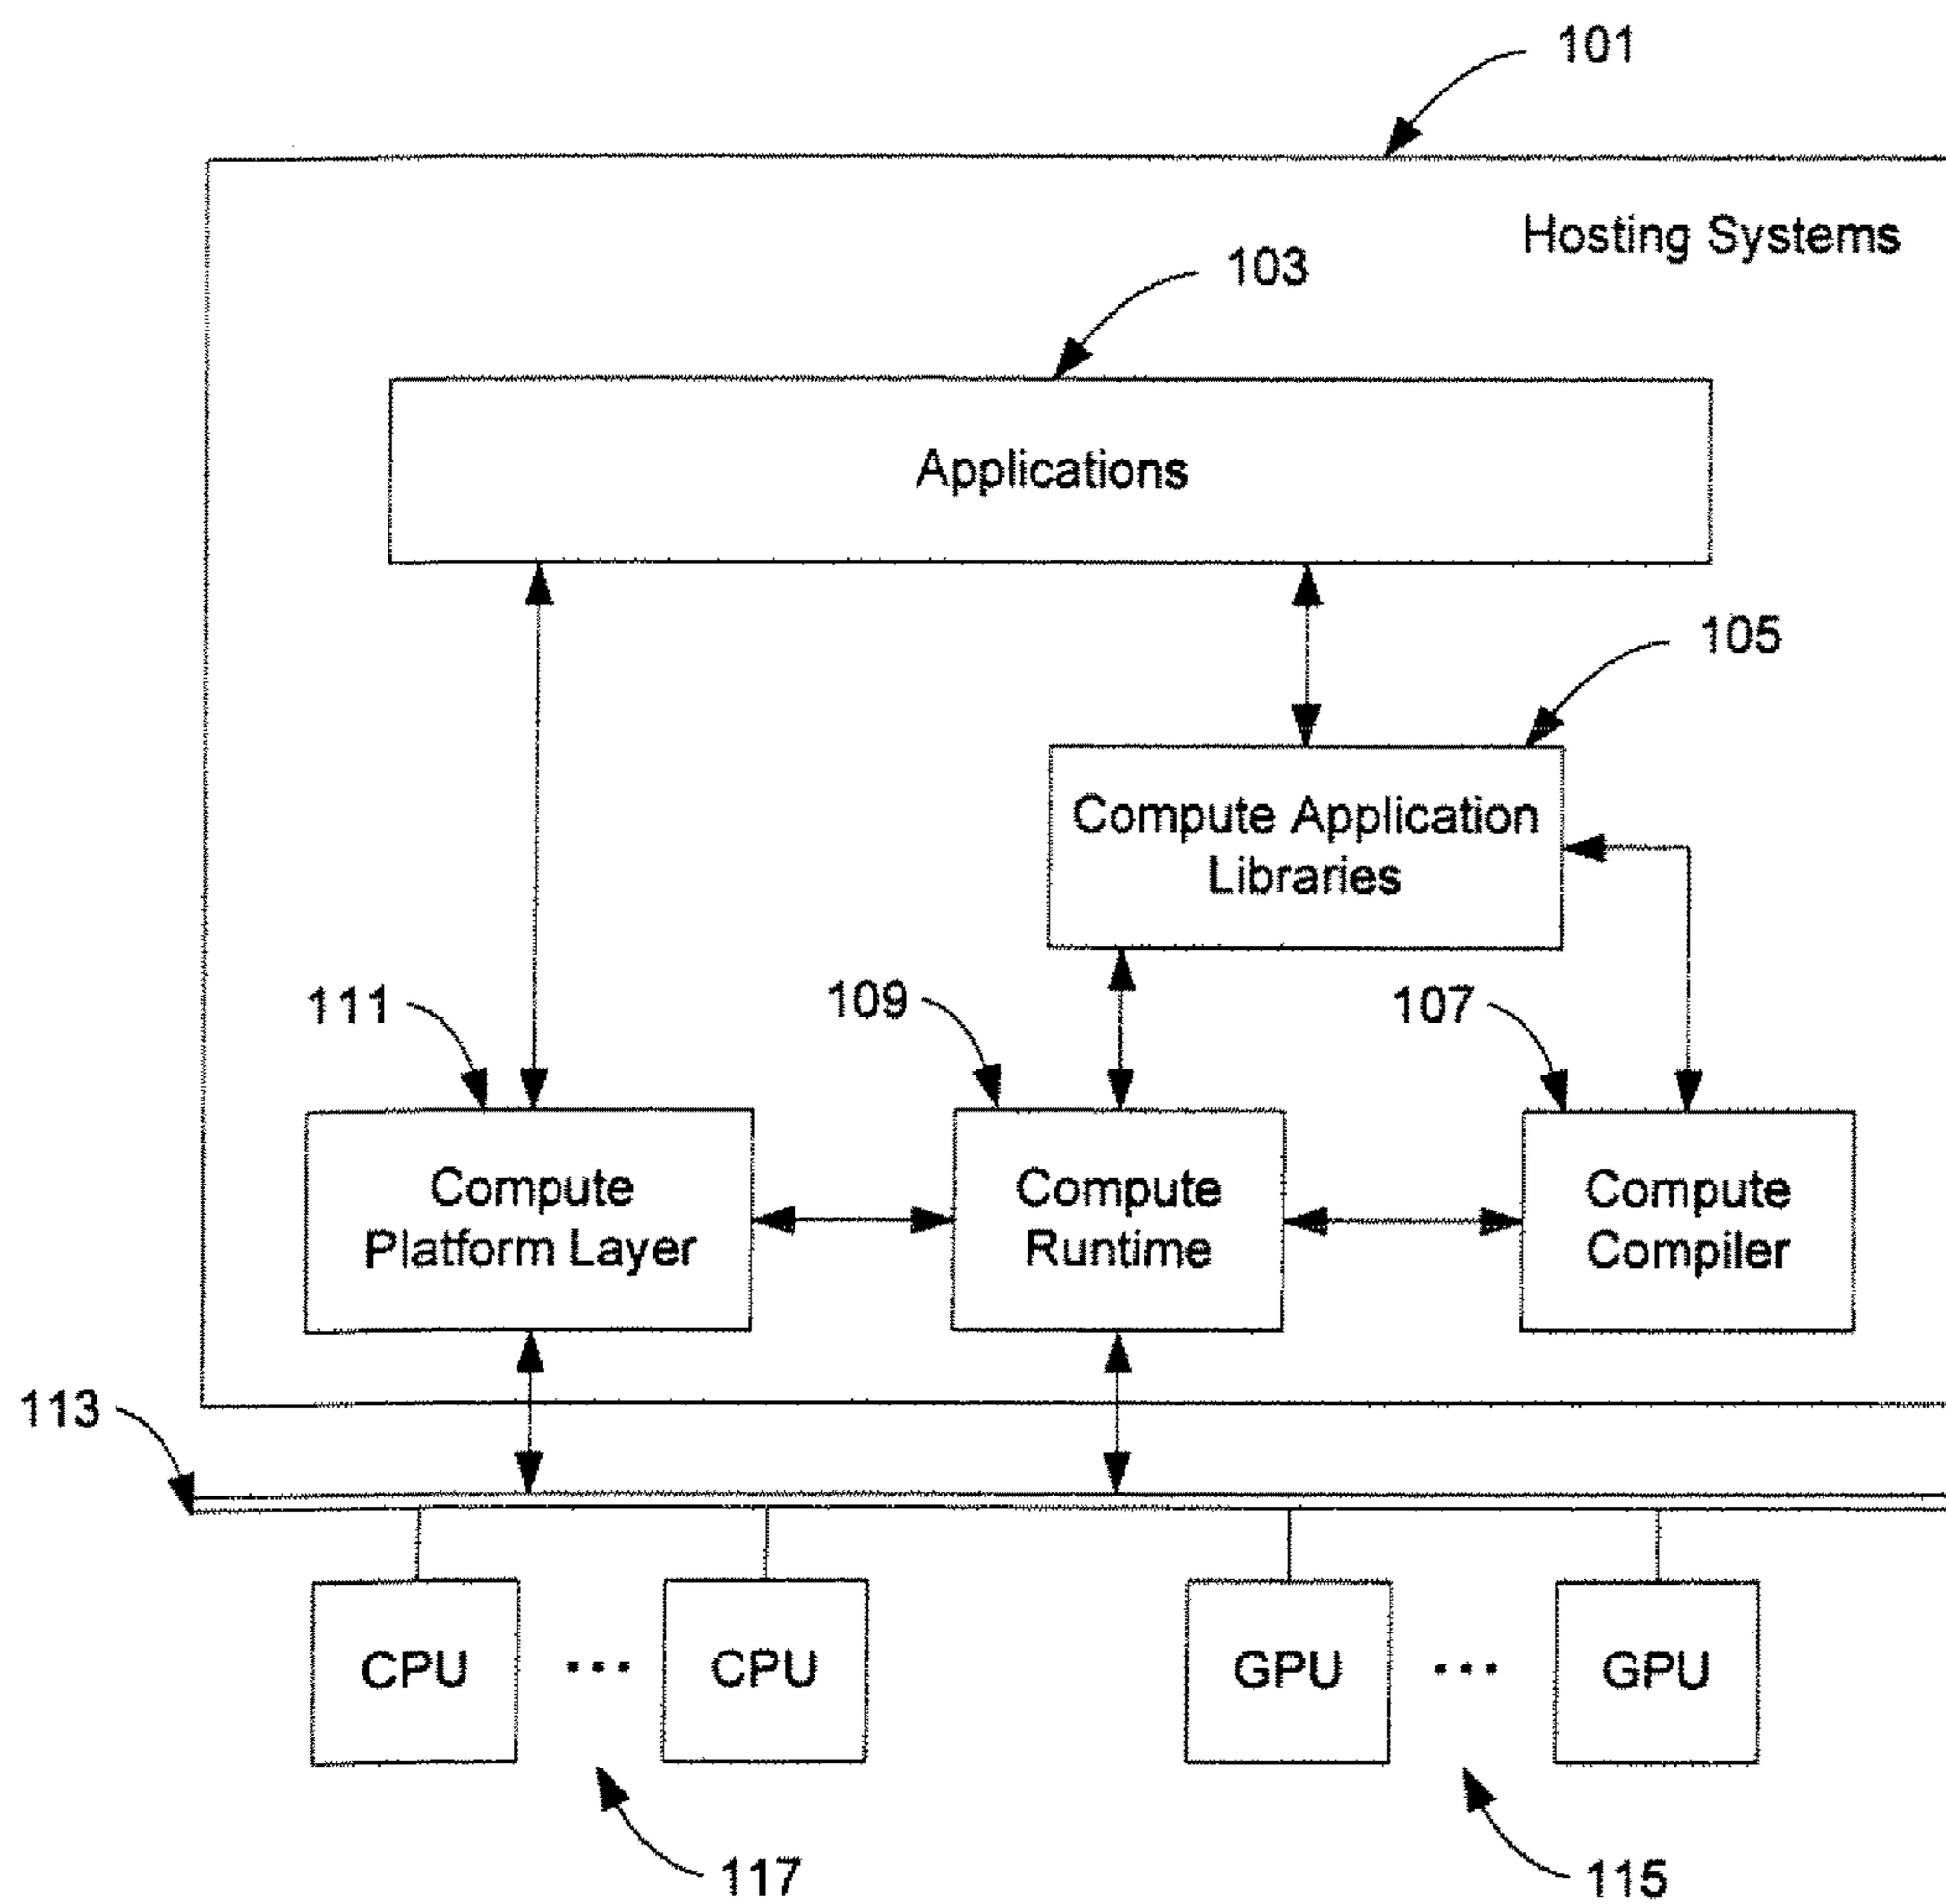 101
Hosting Systems
103
Applications
105
Compute Application
Libraries
111
109
107
Compute
Platform Layer
Compute
Runtime
Compute
Compiler
113
CPU
...
CPU
GPU
...
GPU
117
115